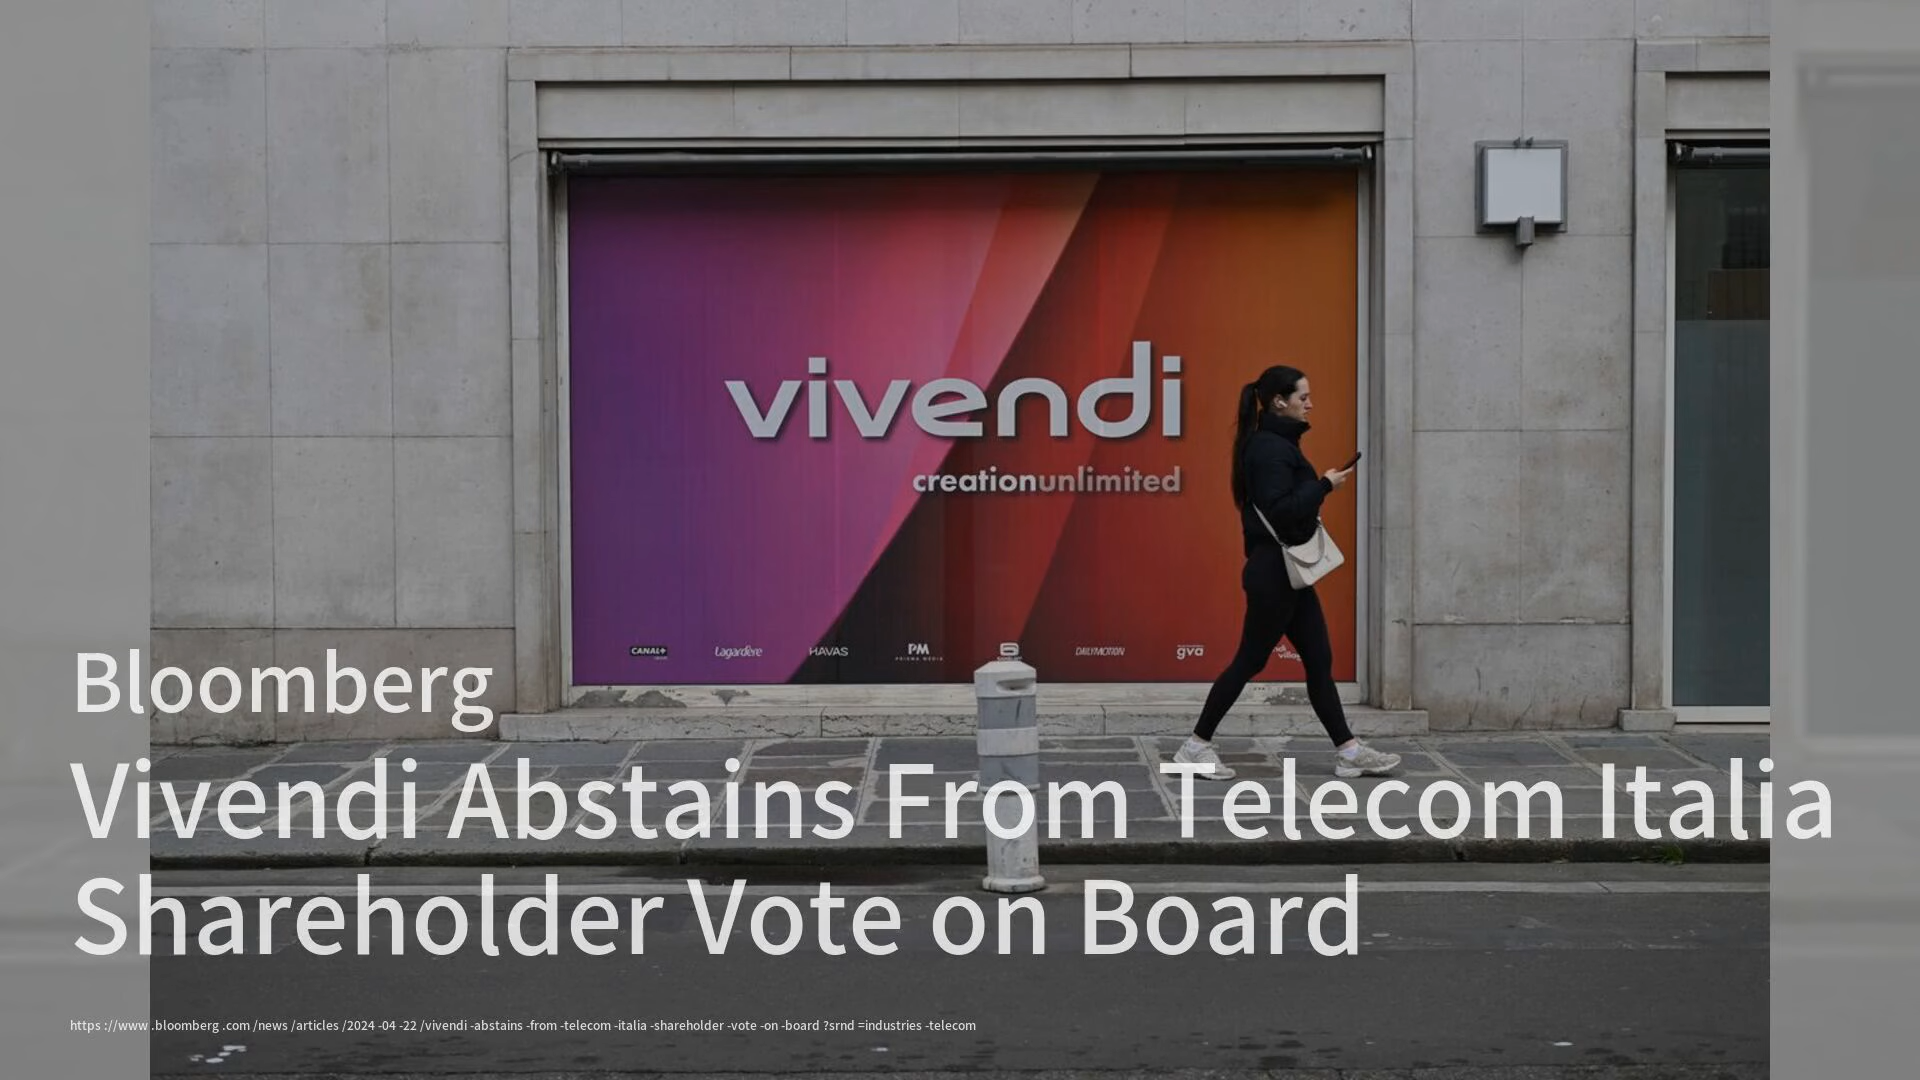 vivendi
creationunlimited
CANAL+ Lagardère HAVAS PM DAILYMOTION gva
PRISMA MEDIA
Bloomberg
Vivendi Abstains From Telecom Italia
Shareholder Vote on Board
https ://www .bloomberg .com /news /articles /2024 -04 -22 /vivendi -abstains -from -telecom -italia -shareholder -vote -on -board ?srnd =industries -telecom